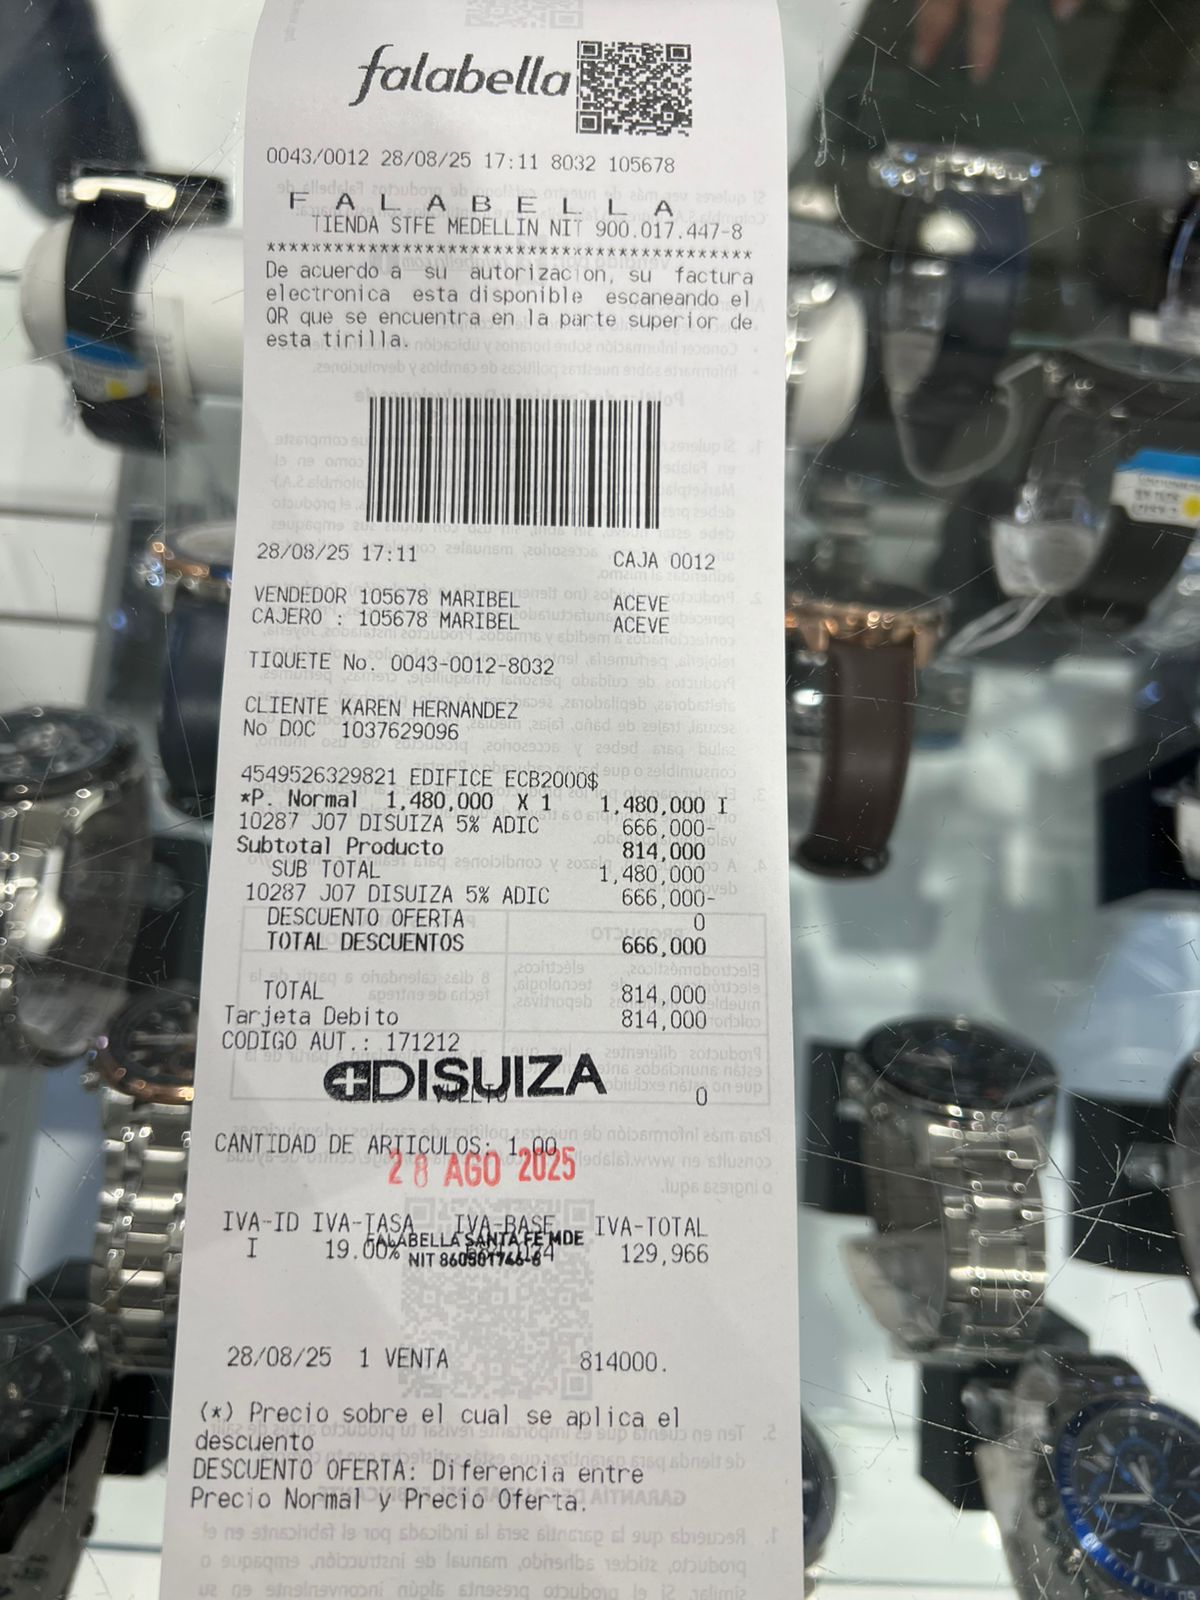 falabella
0043/0012 28/08/25 17:11 8032 105678
F A L A B E L L A
TIENDA STFE MEDELLIN NIT 900.017.447-8
**********************************************
De acuerdo a su autorizacion, su factura
electronica esta disponible escaneando el
QR que se encuentra en la parte superior de
esta tirilla.
28/08/25 17:11 CAJA 0012
VENDEDOR 105678 MARIBEL ACEVE
CAJERO : 105678 MARIBEL ACEVE
TIQUETE No. 0043-0012-8032
CLIENTE KAREN HERNANDEZ
No DOC 1037629096
4549526329821 EDIFICE ECB2000$
*P. Normal 1,480,000 X 1 1,480,000 I
10287 J07 DISUIZA 5% ADIC 666,000-
Subtotal Producto 814,000
SUB TOTAL 1,480,000
10287 J07 DISUIZA 5% ADIC 666,000-
DESCUENTO OFERTA 0
TOTAL DESCUENTOS 666,000
TOTAL 814,000
Tarjeta Debito 814,000
CODIGO AUT.: 171212
DISUIZA
VUELTO 0
CANTIDAD DE ARTICULOS: 1.00
28 AGO 2025
IVA-ID IVA-TASA IVA-BASE IVA-TOTAL
FALABELLA SANTA FE MDE
I 19.00% 129,966
28/08/25 1 VENTA 814000.
(*) Precio sobre el cual se aplica el
descuento
DESCUENTO OFERTA: Diferencia entre
Precio Normal y Precio Oferta.